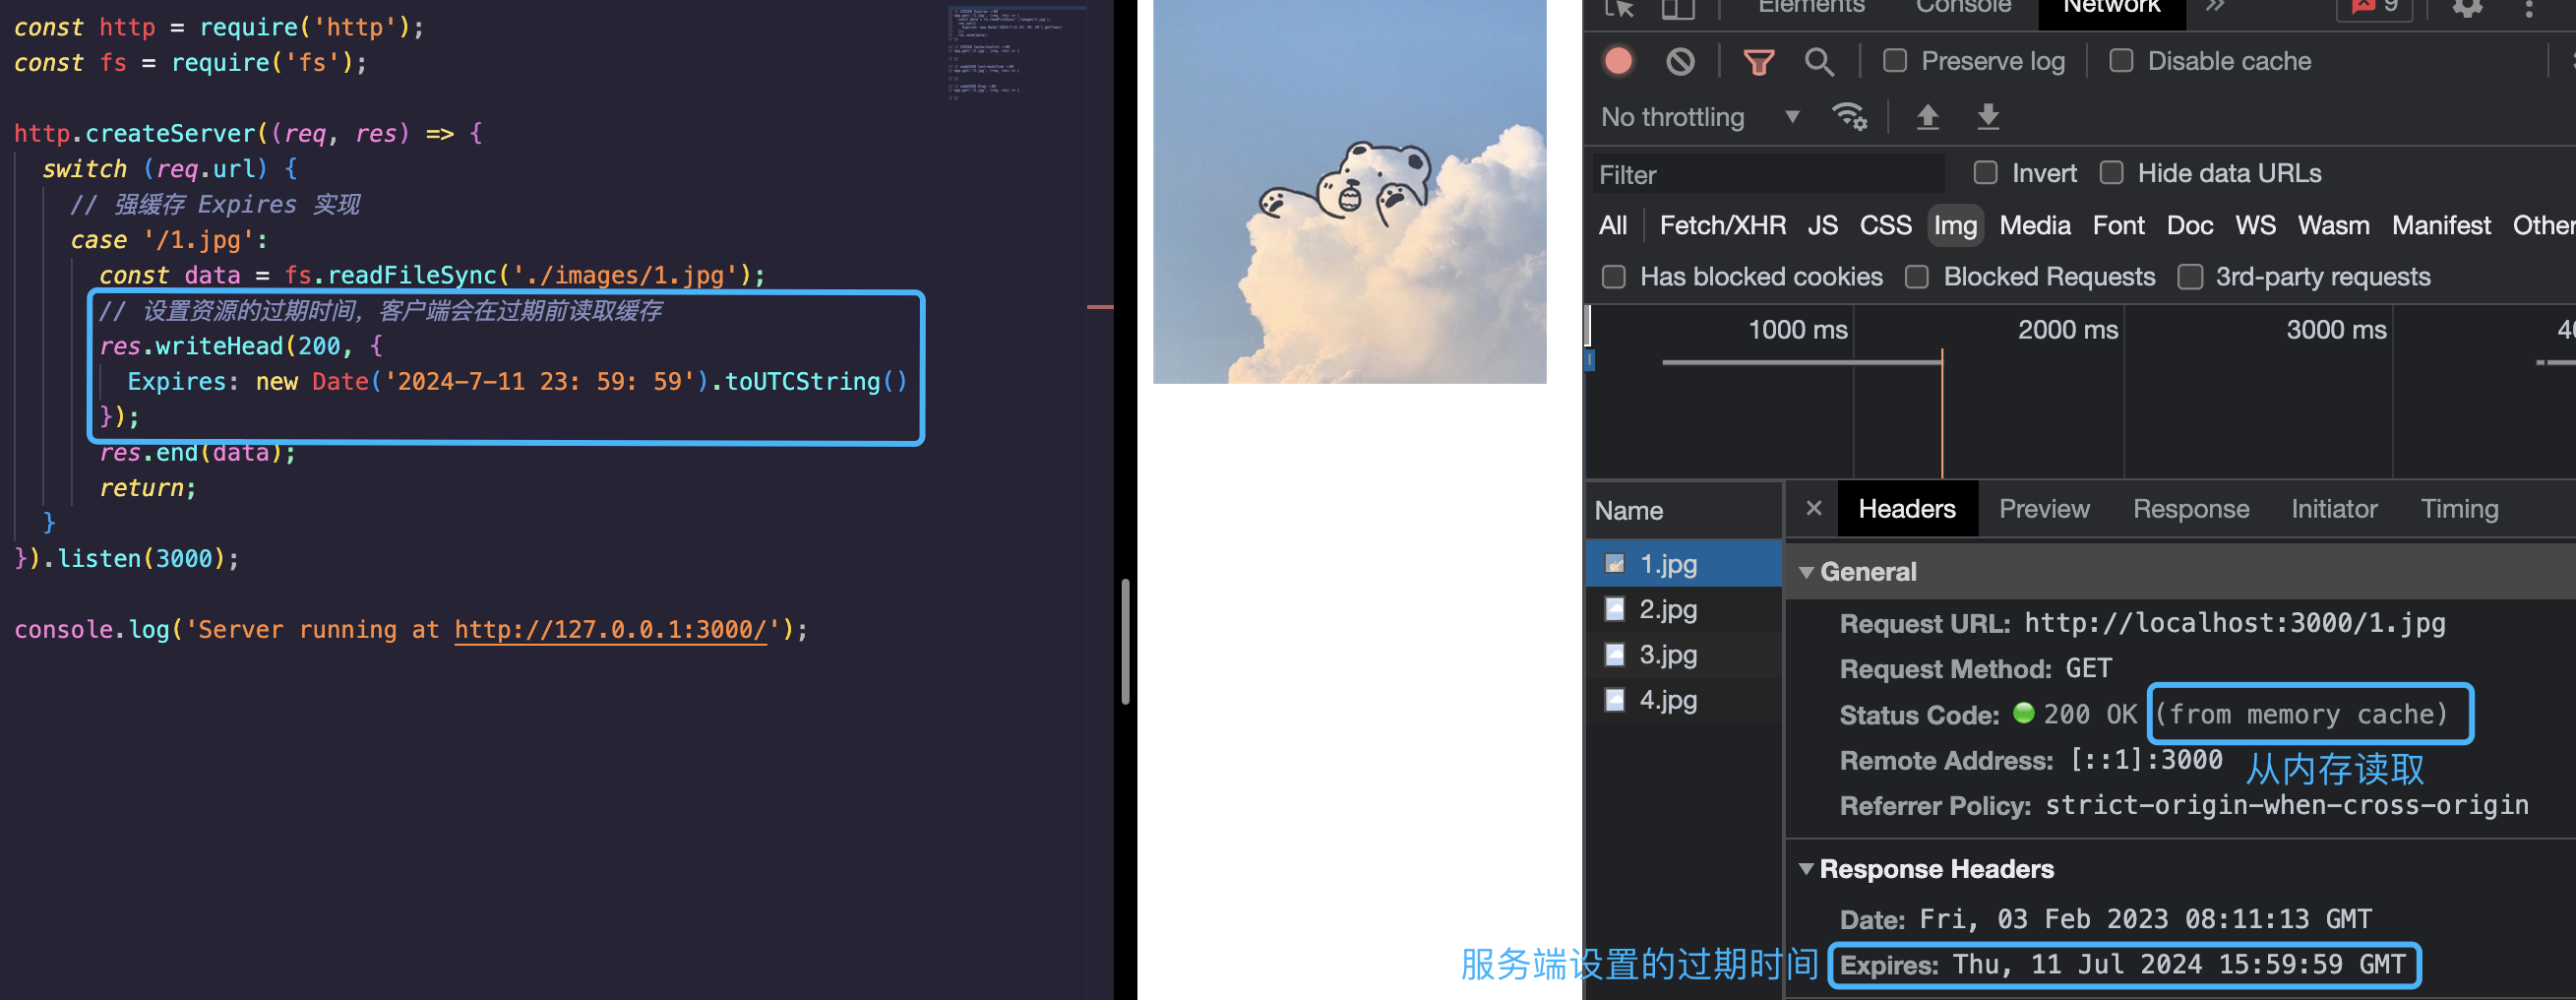 const http = require('http');
const fs = require('fs');
http.createServer((req, res) => {
switch (req.url) {
// 强缓存 Expires 实现
case '/1.jpg':
const data = fs.readFileSync('./images/1.jpg');
// 设置资源的过期时间，客户端会在过期前读取缓存
res.writeHead(200, {
Expires: new Date('2024-7-11 23: 59: 59').toUTCString()
});
res.end(data);
return;
}
}).listen(3000);
console.log('Server running at http://127.0.0.1:3000/');
Elements Console Network » 9
Preserve log Disable cache
No throttling
Filter Invert Hide data URLs
All Fetch/XHR JS CSS Img Media Font Doc WS Wasm Manifest Other
Has blocked cookies Blocked Requests 3rd-party requests
1000 ms 2000 ms 3000 ms
Name × Headers Preview Response Initiator Timing
1.jpg
2.jpg
3.jpg
4.jpg
General
Request URL: http://localhost:3000/1.jpg
Request Method: GET
Status Code: 200 OK (from memory cache)
Remote Address: [::1]:3000
从内存读取
Referrer Policy: strict-origin-when-cross-origin
Response Headers
Date: Fri, 03 Feb 2023 08:11:13 GMT
服务端设置的过期时间
Expires: Thu, 11 Jul 2024 15:59:59 GMT